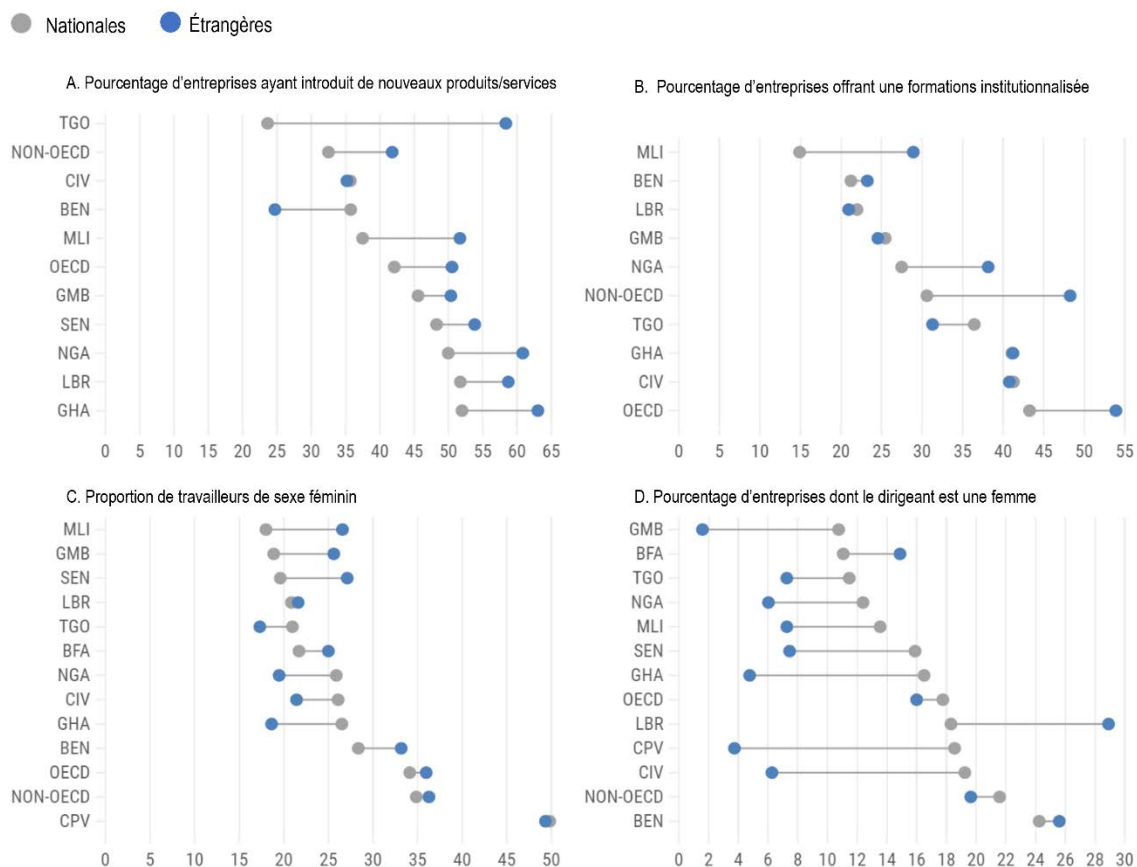 Nationales Étrangères
A. Pourcentage d'entreprises ayant introduit de nouveaux produits/services
TGO
NON-OECD
CIV
BEN
MLI
OECD
GMB
SEN
NGA
LBR
GHA
0 5 10 15 20 25 30 35 40 45 50 55 60 65
B. Pourcentage d'entreprises offrant une formations institutionnalisée
MLI
BEN
LBR
GMB
NGA
NON-OECD
TGO
GHA
CIV
OECD
0 5 10 15 20 25 30 35 40 45 50 55
C. Proportion de travailleurs de sexe féminin
MLI
GMB
SEN
LBR
TGO
BFA
NGA
CIV
GHA
BEN
OECD
NON-OECD
CPV
0 5 10 15 20 25 30 35 40 45 50
D. Pourcentage d'entreprises dont le dirigeant est une femme
GMB
BFA
TGO
NGA
MLI
SEN
GHA
OECD
LBR
CPV
CIV
NON-OECD
BEN
0 2 4 6 8 10 12 14 16 18 20 22 24 26 28 30